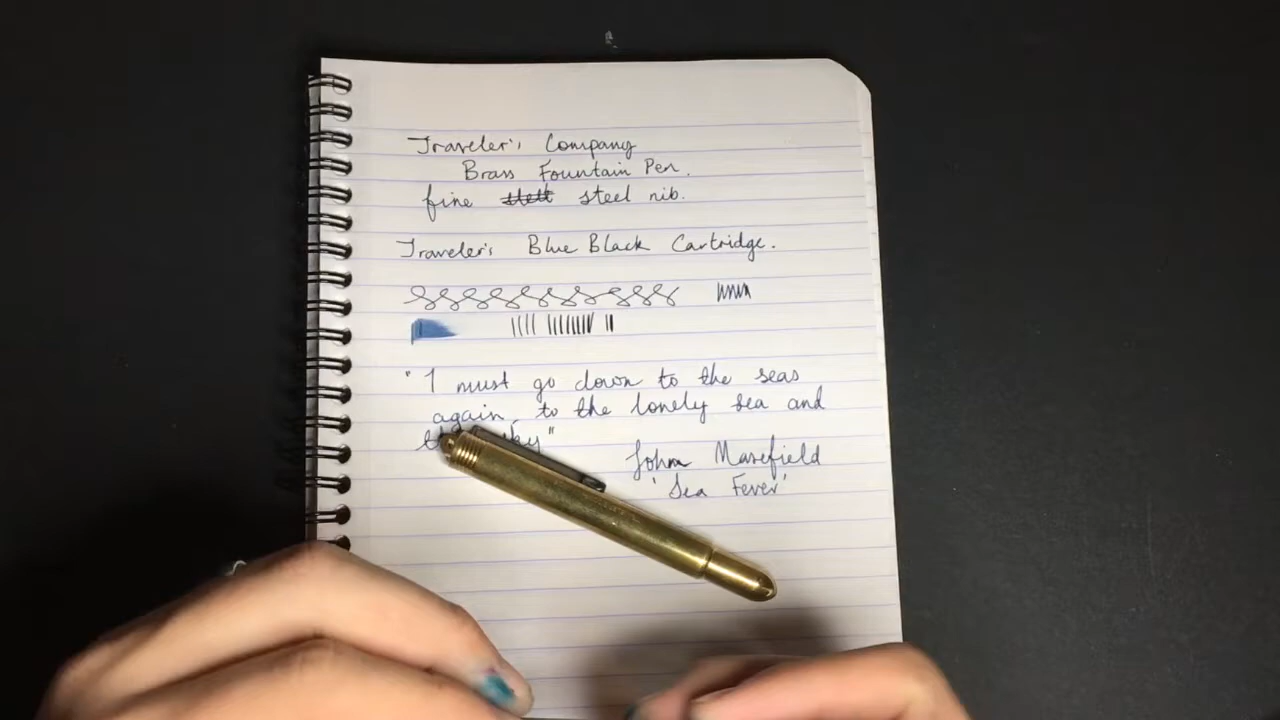 Traveler's Company
Brass Fountain Pen.
fine steel nib.
Traveler's Blue Black Cartridge.
" I must go down to the seas
again, to the lonely sea and
sky"
John Masefield
'Sea Fever'